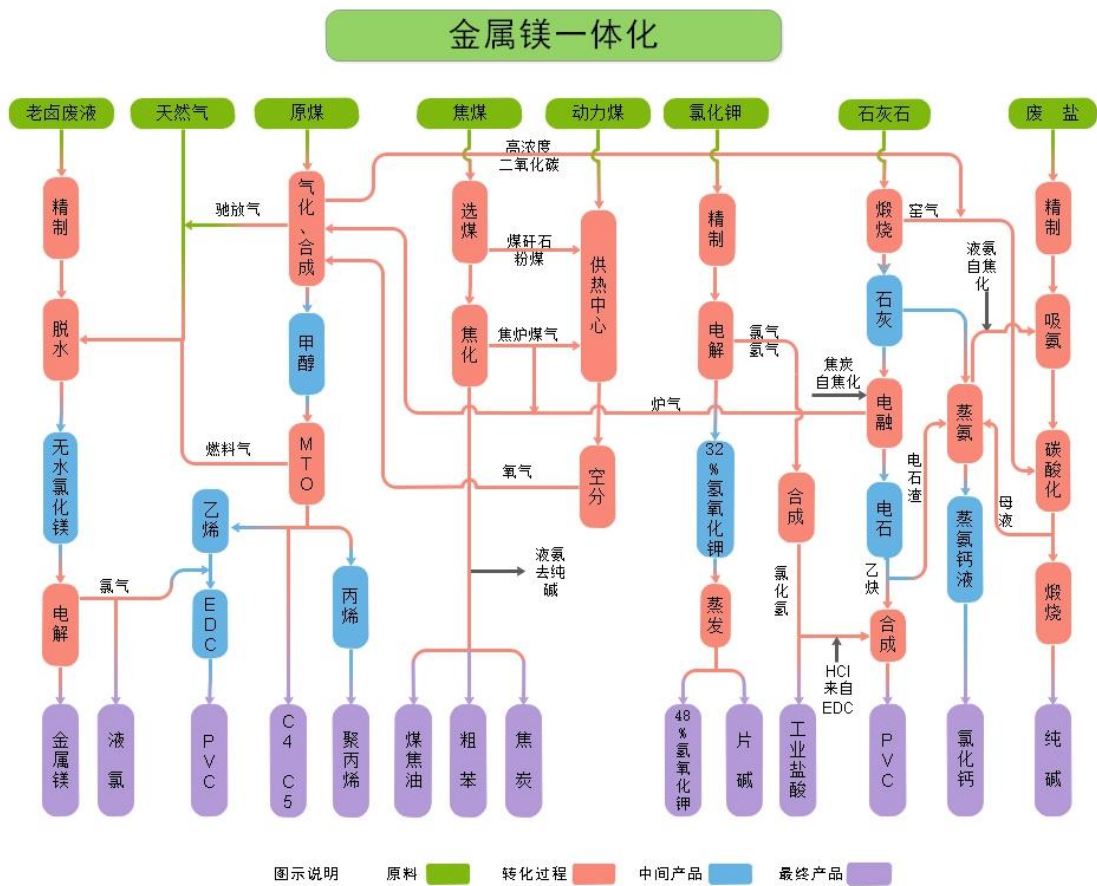 金属镁一体化
老卤废液
天然气
原煤
焦煤
动力煤
氯化钾
石灰石
废 盐
高浓度
二氧化碳
精制
驰放气
气化、合成
选煤
煤矸石
粉煤
供热中心
精制
煅烧
窑气
精制
液氨
自焦化
脱水
甲醇
焦化
焦炉煤气
电解
氯气
氢气
石灰
吸氨
焦炭
自焦化
电融
蒸氨
炉气
无水氯化镁
燃料气
MTO
氧气
空分
32%氢氧化钾
合成
电石
电石渣
碳酸化
母液
乙烯
蒸氨钙液
氯气
电解
EDC
丙烯
液氨
去纯
碱
蒸发
氯化氢
乙炔
合成
煅烧
HCl
来自
EDC
金属镁
液氯
PVC
C4 C5
聚丙烯
煤焦油
粗苯
焦炭
48%氢氧化钾
片碱
工业盐酸
PVC
氯化钙
纯碱
图示说明 原料 转化过程 中间产品 最终产品